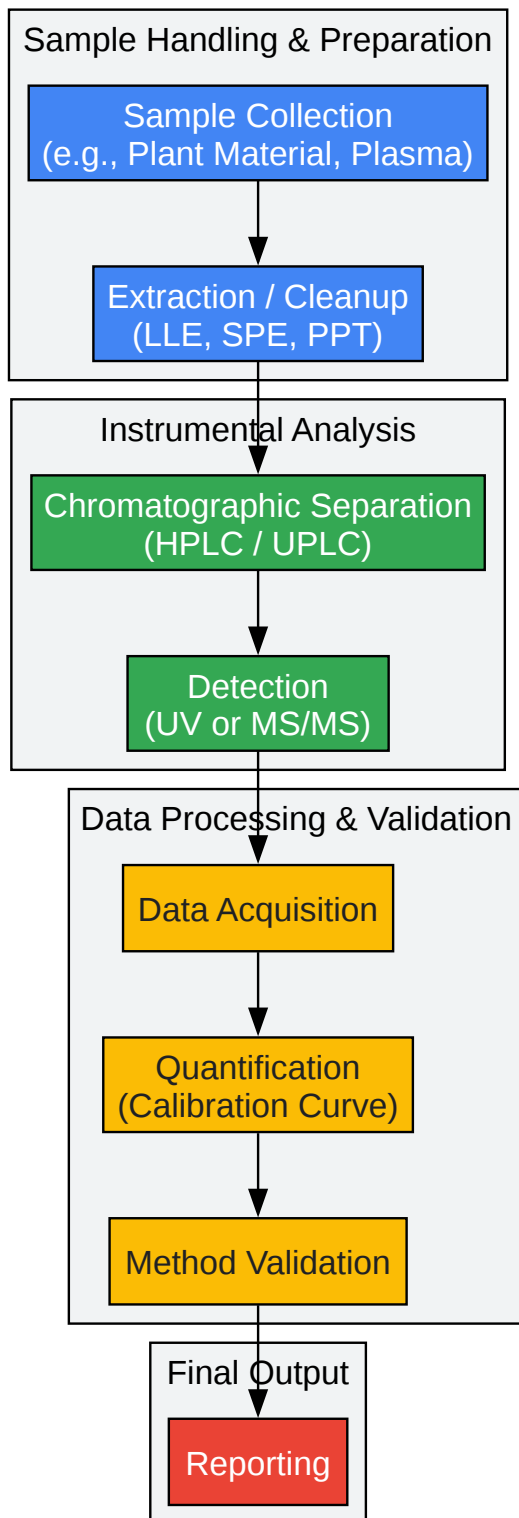 Sample Handling & Preparation
Sample Collection
(e.g., Plant Material, Plasma)
Extraction / Cleanup
(LLE, SPE, PPT)
Instrumental Analysis
Chromatographic Separation
(HPLC / UPLC)
Detection
(UV or MS/MS)
Data Processing & Validation
Data Acquisition
Quantification
(Calibration Curve)
Method Validation
Final Output
Reporting